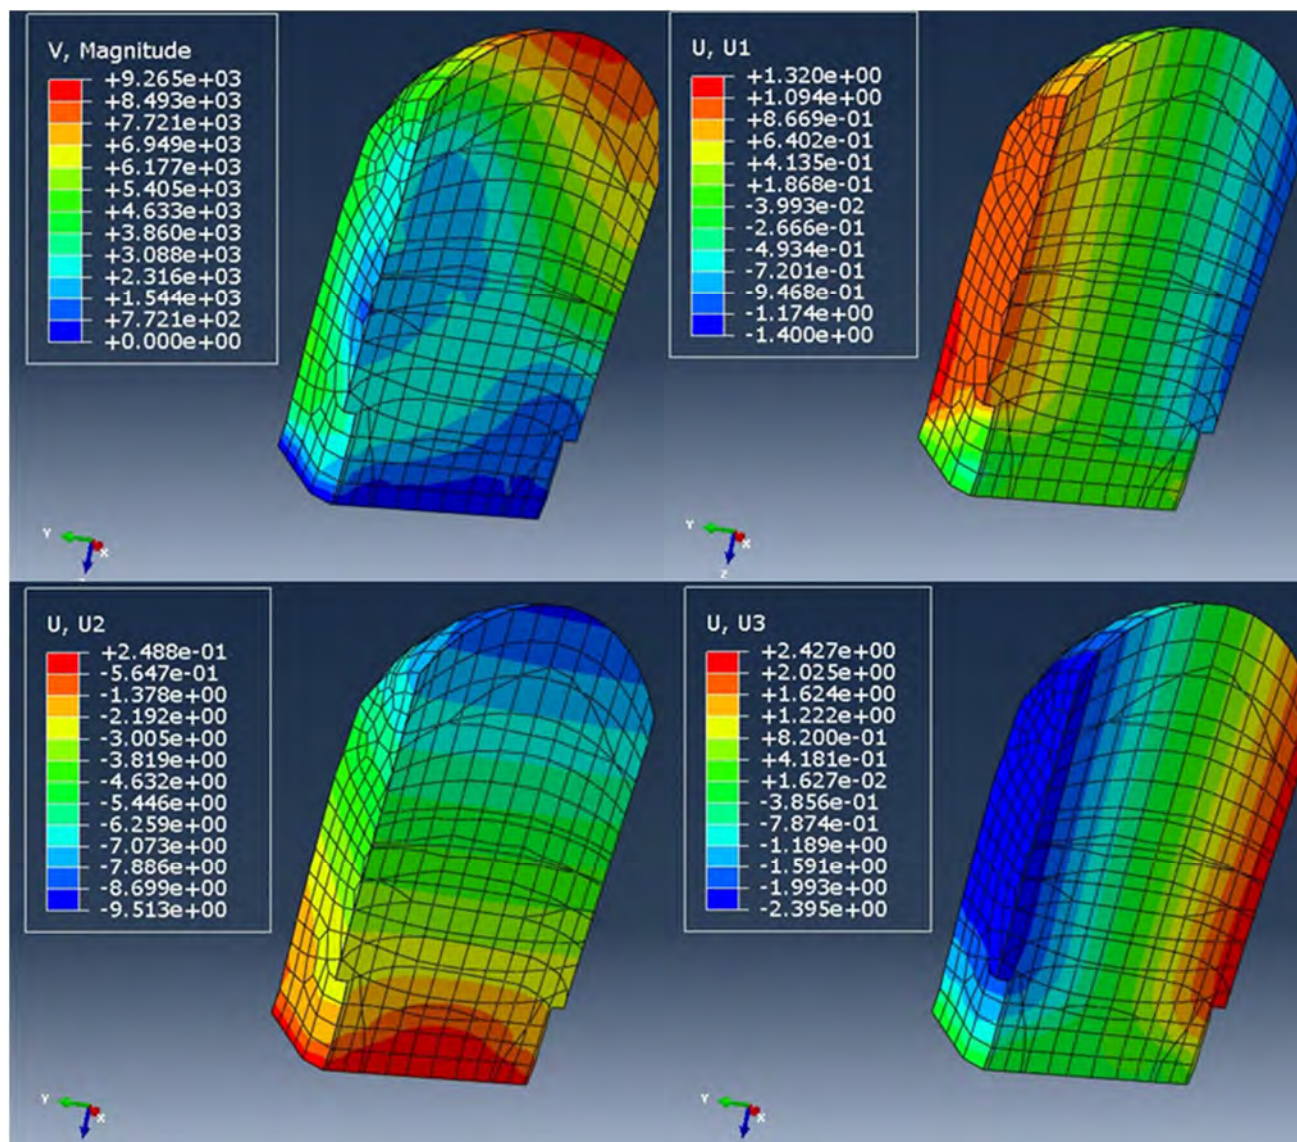 V, Magnitude
+9.265e+03
+8.493e+03
+7.721e+03
+6.949e+03
+6.177e+03
+5.405e+03
+4.633e+03
+3.860e+03
+3.088e+03
+2.316e+03
+1.544e+03
+7.721e+02
+0.000e+00
Y
X
U, U1
+1.320e+00
+1.094e+00
+8.669e-01
+6.402e-01
+4.135e-01
+1.868e-01
-3.993e-02
-2.666e-01
-4.934e-01
-7.201e-01
-9.468e-01
-1.174e+00
-1.400e+00
Y
X
Z
U, U2
+2.488e-01
-5.647e-01
-1.378e+00
-2.192e+00
-3.005e+00
-3.819e+00
-4.632e+00
-5.446e+00
-6.259e+00
-7.073e+00
-7.886e+00
-8.699e+00
-9.513e+00
Y
X
U, U3
+2.427e+00
+2.025e+00
+1.624e+00
+1.222e+00
+8.200e-01
+4.181e-01
+1.627e-02
-3.856e-01
-7.874e-01
-1.189e+00
-1.591e+00
-1.993e+00
-2.395e+00
Y
X